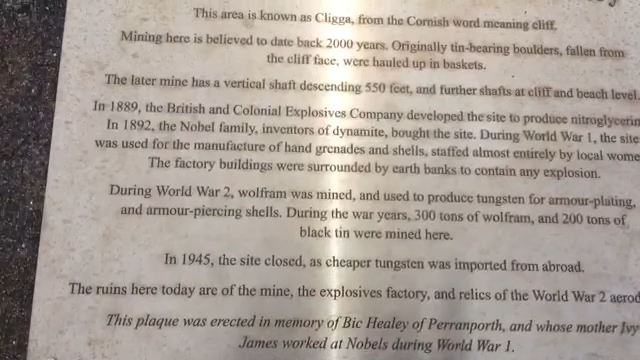 This area is known as Cligga, from the Cornish word meaning cliff.
Mining here is believed to date back 2000 years. Originally tin-bearing boulders, fallen from
the cliff face, were hauled up in baskets.
The later mine has a vertical shaft descending 550 feet, and further shafts at cliff and beach level.
In 1889, the British and Colonial Explosives Company developed the site to produce nitroglycerin
In 1892, the Nobel family, inventors of dynamite, bought the site. During World War 1, the site
was used for the manufacture of hand grenades and shells, staffed almost entirely by local wome
The factory buildings were surrounded by earth banks to contain any explosion.
During World War 2, wolfram was mined, and used to produce tungsten for armour-plating,
and armour-piercing shells. During the war years, 300 tons of wolfram, and 200 tons of
black tin were mined here.
In 1945, the site closed, as cheaper tungsten was imported from abroad.
The ruins here today are of the mine, the explosives factory, and relics of the World War 2 aerod
This plaque was erected in memory of Bic Healey of Perranporth, and whose mother Ivy
James worked at Nobels during World War 1.